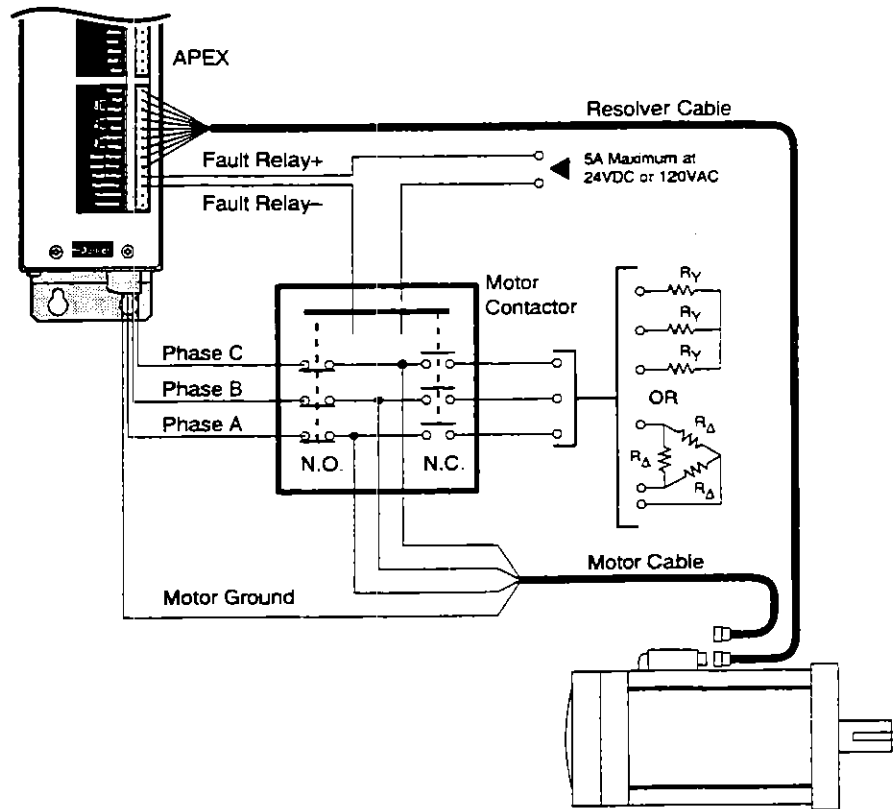 APEX
Resolver Cable
Fault Relay+
5A Maximum at
24VDC or 120VAC
Fault Relay–
Motor
Contactor
RY
RY
RY
Phase C
Phase B
Phase A
OR
N.O.
N.C.
RΔ
RΔ
RΔ
Motor Cable
Motor Ground